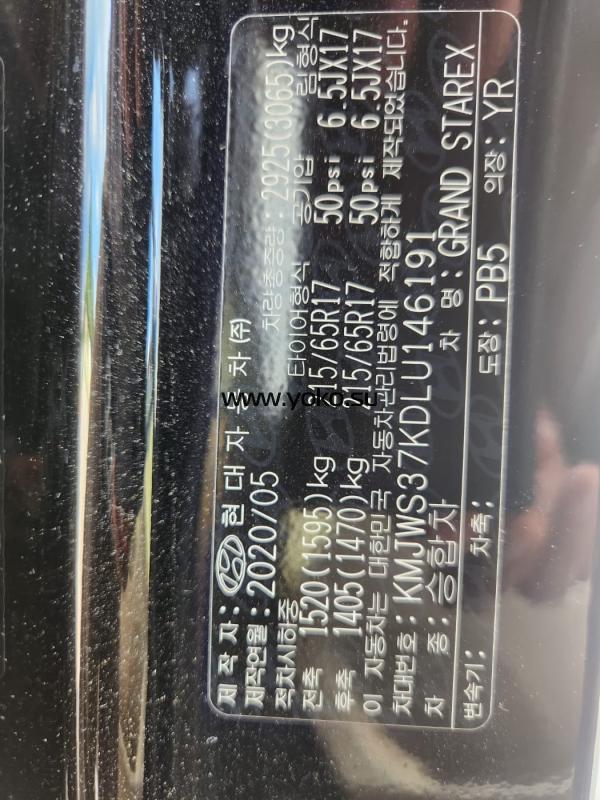 제 작 자: HYUNDAI 현 대 자 동 차 (주)
제작연월: 2020/05 차량총중량: 2925(3065)kg
적차시하중 타이어형식 공기압 림형식
전축 1520(1595)kg 15/65R17 50psi 6.5JX17
후축 1405(1470)kg 15/65R17 50psi 6.5JX17
이 자동차는 대한민국 자동차관리법령에 적합하게 제작되었습니다.
차대번호: KMJWS37KDLU146191
차 종: 승합차 차 명: GRAND STAREX
변속기: 차축: 도장: PB5 의장: YR
www.yoko.su